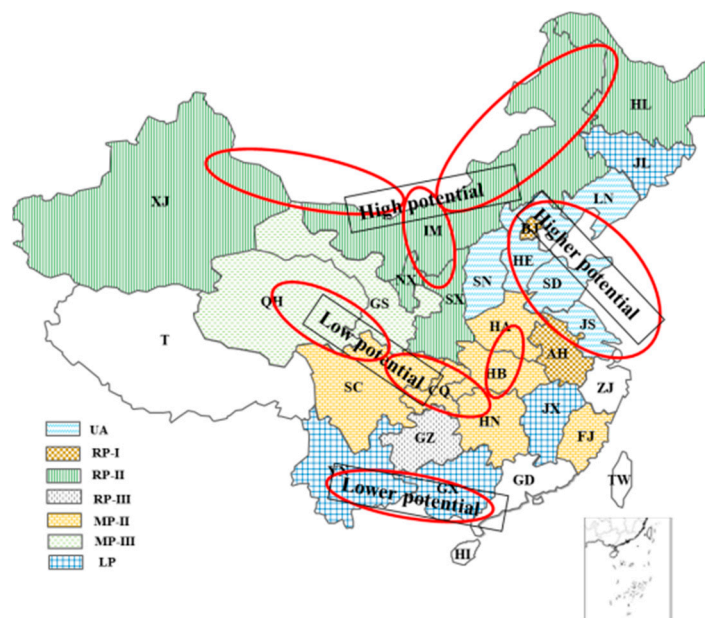 HL
JL
XJ
High potential
LN
IM
BJ
Higher potential
HE
NX
SN
SD
QH
GS
SX
T
Low potential
HA
JS
AH
HB
SC
CQ
ZJ
JX
HN
UA
GZ
FJ
RP-I
RP-II
YN
GX
GD
TW
Lower potential
RP-III
MP-II
MP-III
HI
LP